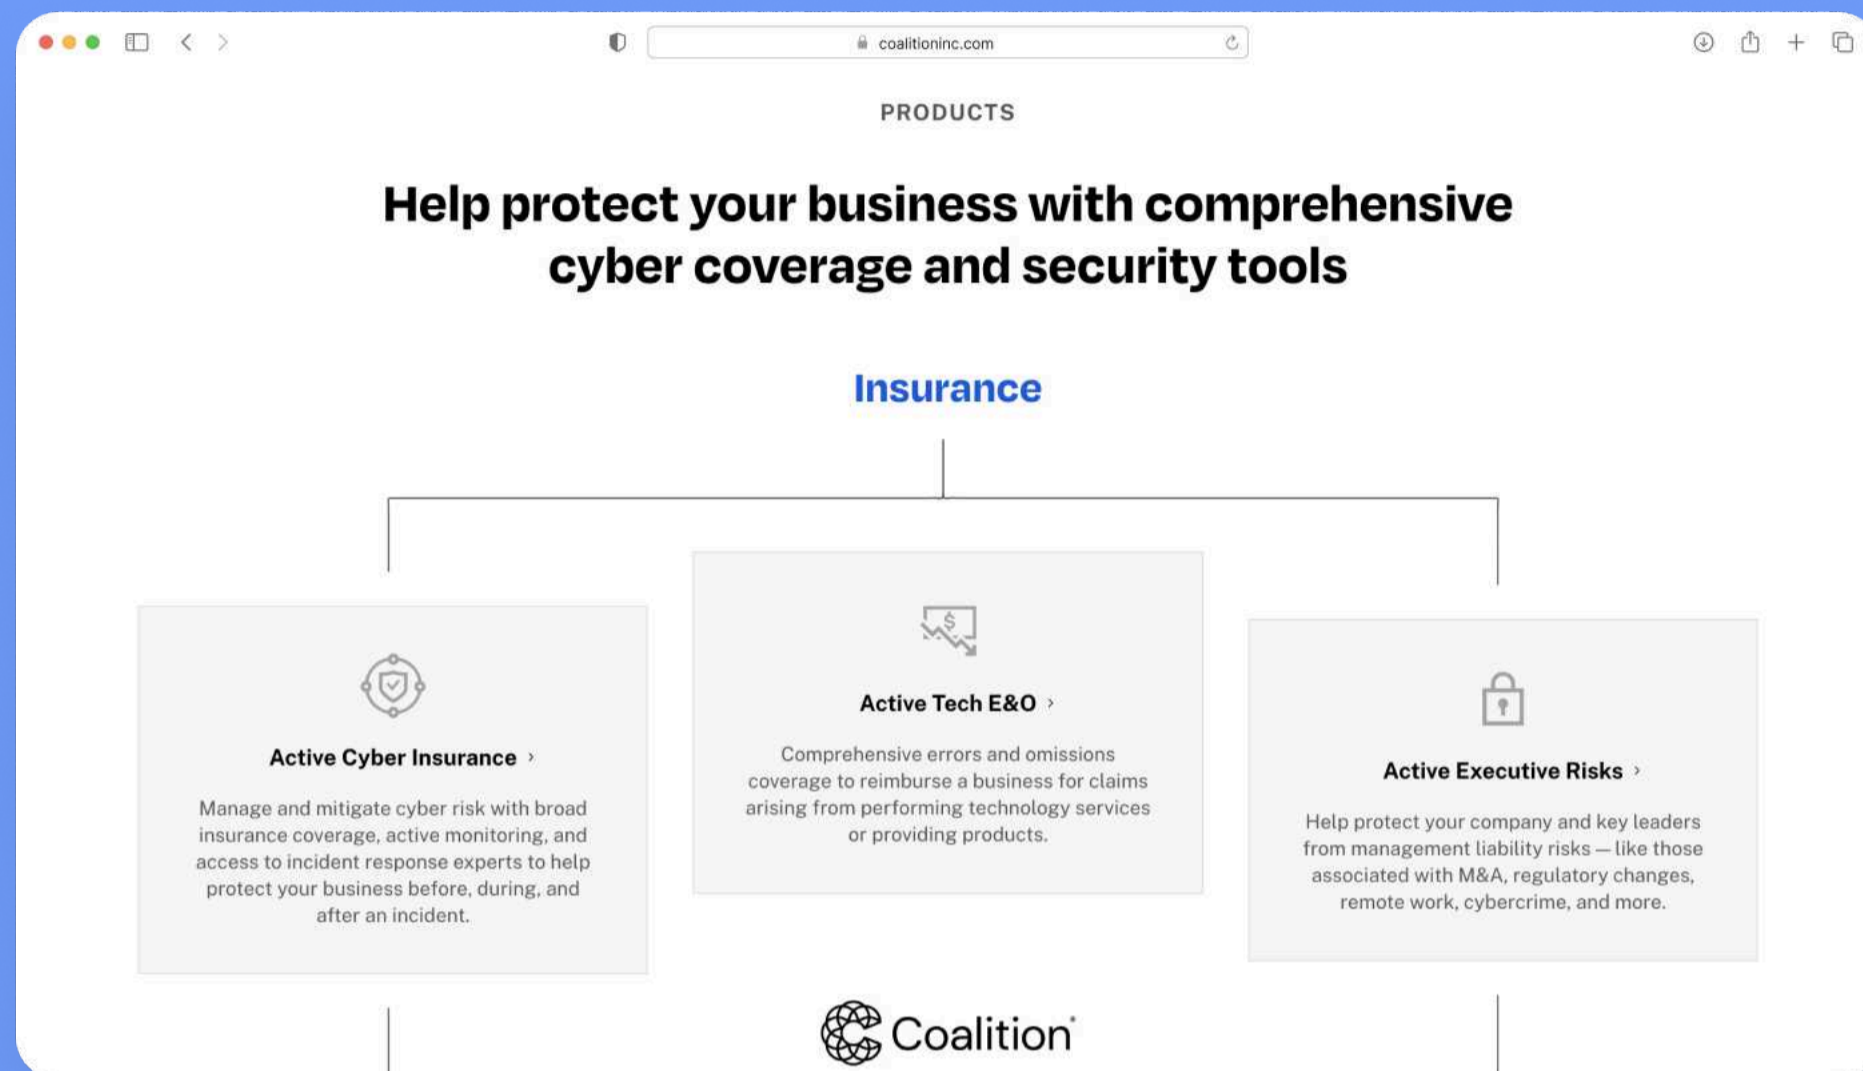 coalitioninc.com
PRODUCTS
Help protect your business with comprehensive
cyber coverage and security tools
Insurance
Active Cyber Insurance ›
Manage and mitigate cyber risk with broad
insurance coverage, active monitoring, and
access to incident response experts to help
protect your business before, during, and
after an incident.
$
Active Tech E&O ›
Comprehensive errors and omissions
coverage to reimburse a business for claims
arising from performing technology services
or providing products.
Active Executive Risks ›
Help protect your company and key leaders
from management liability risks — like those
associated with M&A, regulatory changes,
remote work, cybercrime, and more.
Coalition